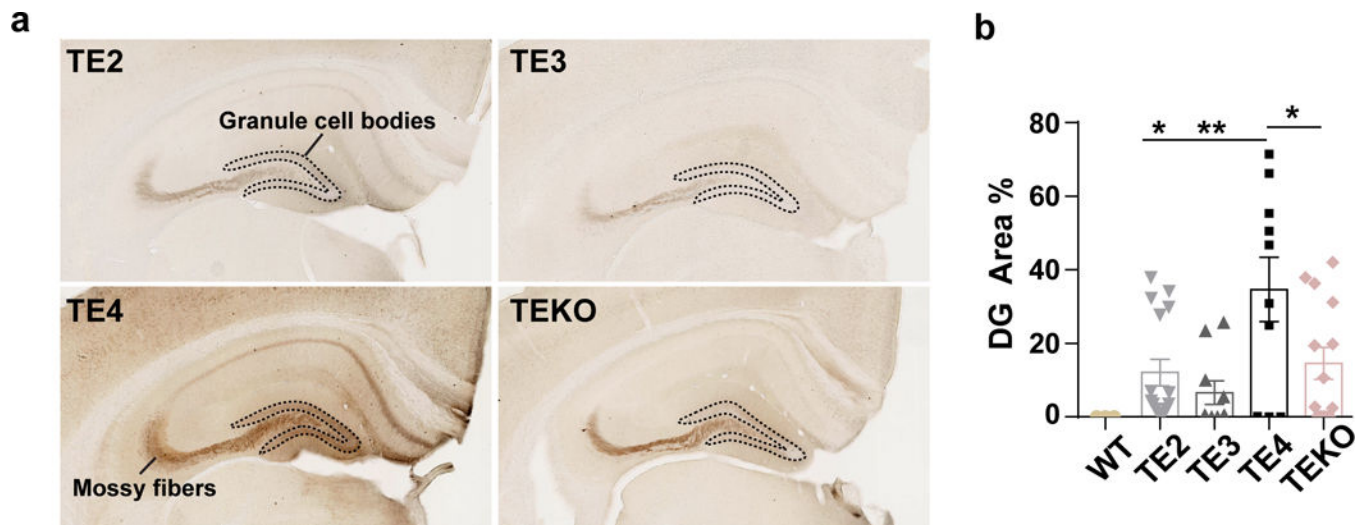 a
TE2
Granule cell bodies
TE3
TE4
Mossy fibers
TEKO
b
* ** *
DG Area %
80
60
40
20
0
WT TE2 TE3 TE4 TEKO